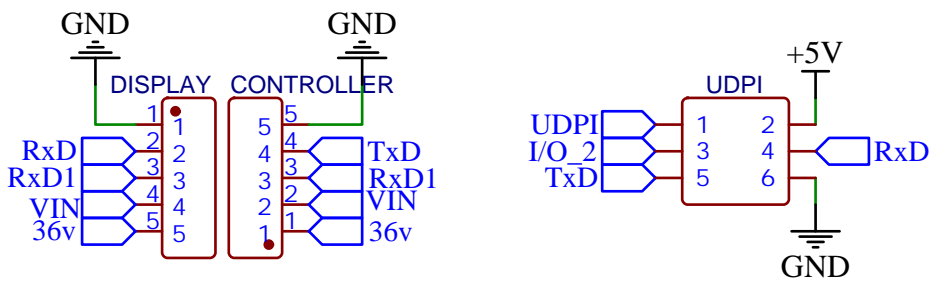 GND
GND
DISPLAY
CONTROLLER
1
1
5
5
RxD
2
2
4
4
TxD
RxD1
3
3
3
3
RxD1
VIN
4
4
2
2
VIN
36v
5
5
1
1
36v
+5V
UDPI
UDPI
1
2
I/O_2
3
4
RxD
TxD
5
6
GND